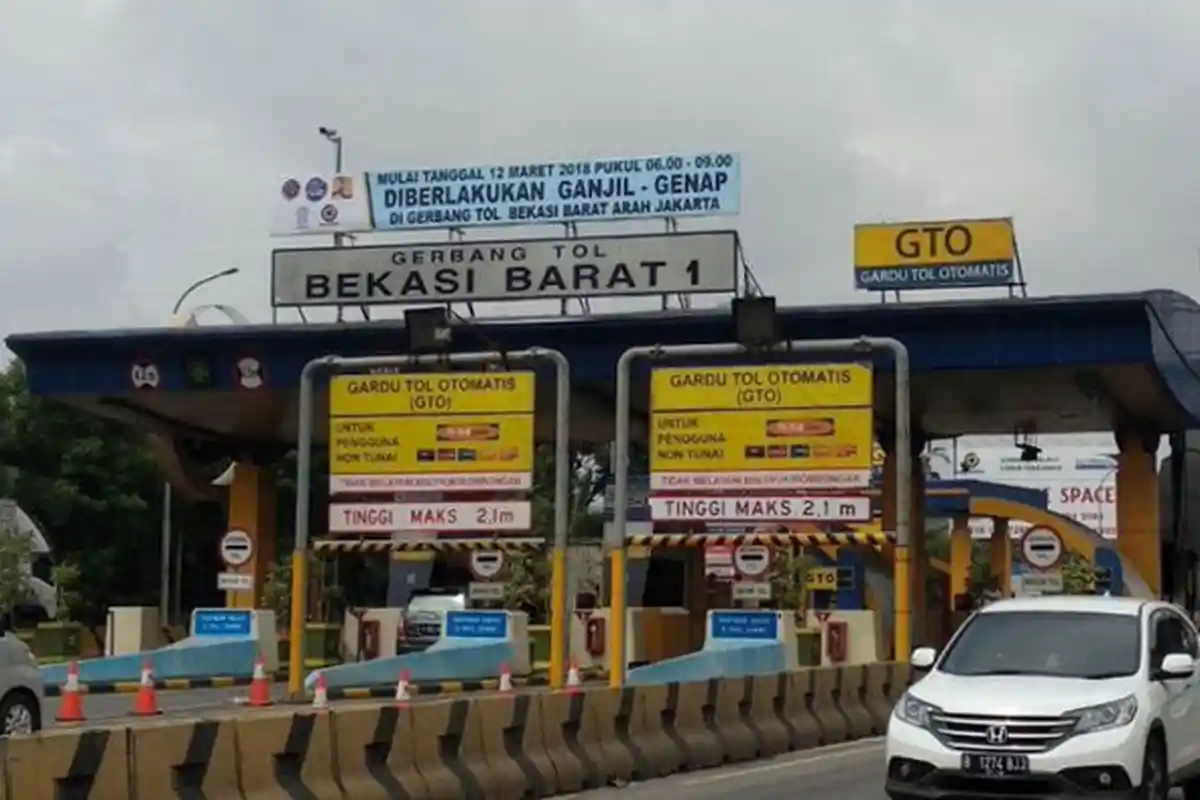 MULAI TANGGAL 12 MARET 2018 PUKUL 06.00 - 09.00
DIBERLAKUKAN GANJIL - GENAP
DI GERBANG TOL BEKASI BARAT ARAH JAKARTA
GERBANG TOL
BEKASI BARAT 1
GTO
GARDU TOL OTOMATIS
GARDU TOL OTOMATIS
(GTO)
UNTUK
PENGGUNA
NON TUNAI
TINGGI MAKS 2,1m
GARDU TOL OTOMATIS
(GTO)
UNTUK
PENGGUNA
NON TUNAI
TINGGI MAKS 2,1 m
SPACE
GTO
B 1274 BJJ